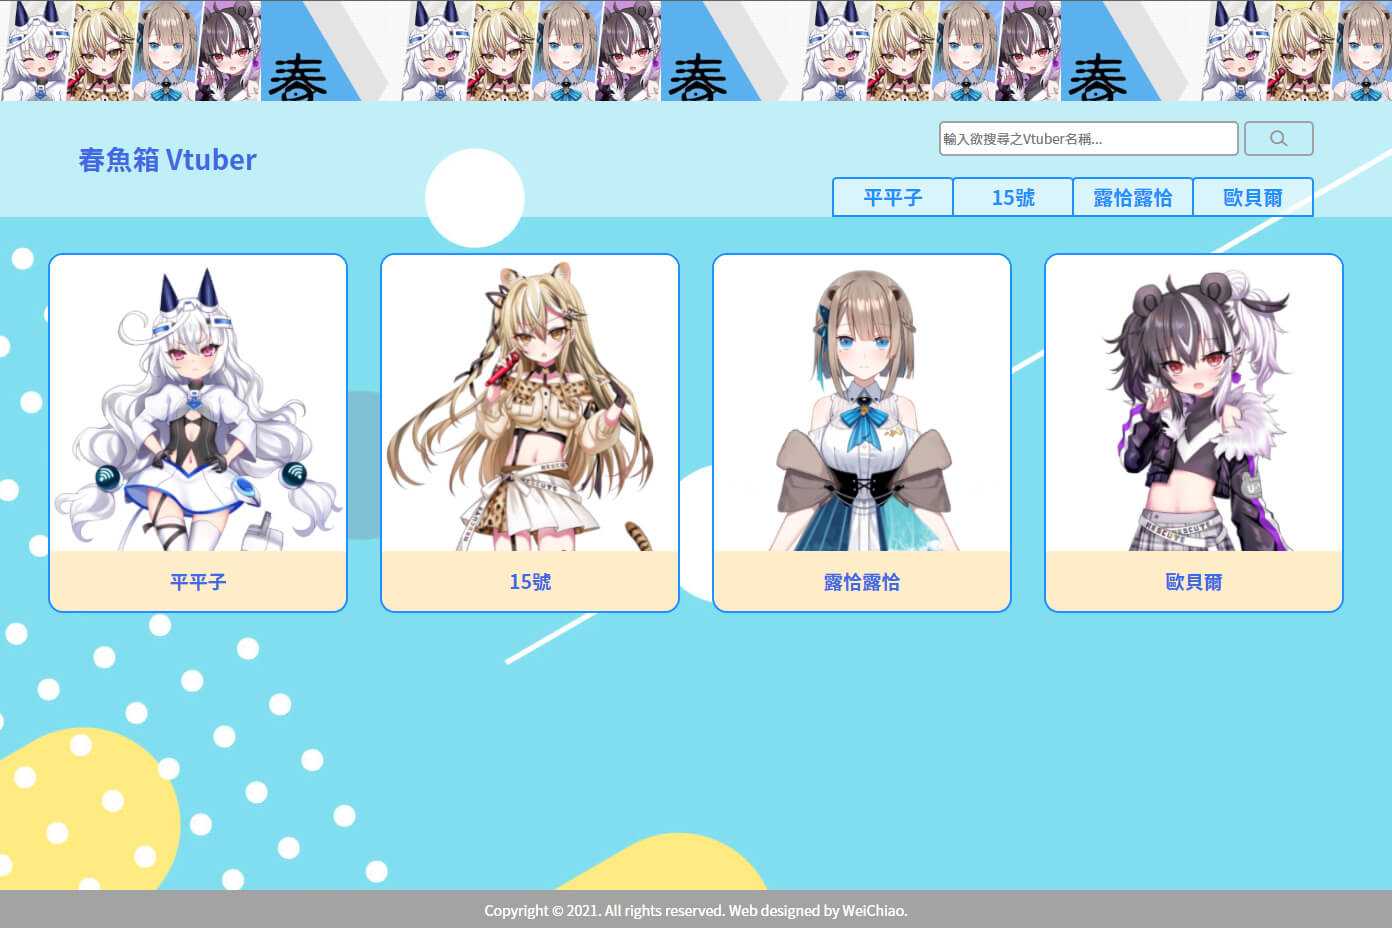 春 春 春
春魚箱 Vtuber
輸入欲搜尋之Vtuber名稱...
平平子 15號 露恰露恰 歐貝爾
平平子 15號 露恰露恰 歐貝爾
Copyright © 2021. All rights reserved. Web designed by WeiChiao.